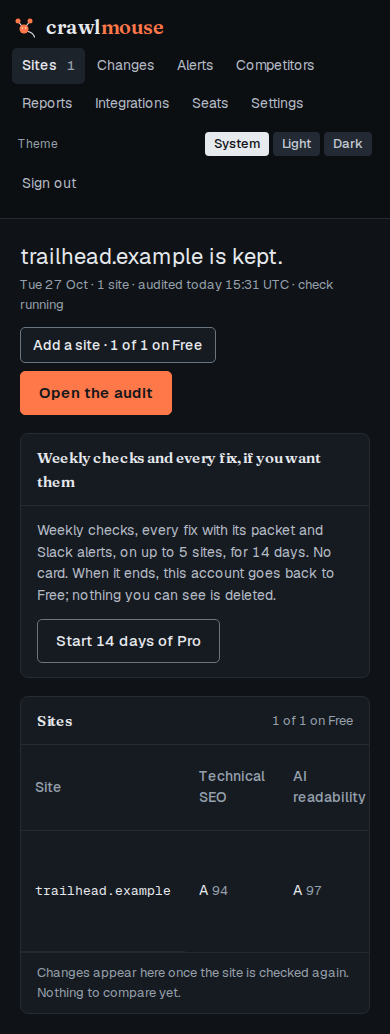 crawlmouse
Sites 1 Changes Alerts Competitors
Reports Integrations Seats Settings
Theme System Light Dark
Sign out
trailhead.example is kept.
Tue 27 Oct · 1 site · audited today 15:31 UTC · check
running
Add a site · 1 of 1 on Free
Open the audit
Weekly checks and every fix, if you want
them
Weekly checks, every fix with its packet and
Slack alerts, on up to 5 sites, for 14 days. No
card. When it ends, this account goes back to
Free; nothing you can see is deleted.
Start 14 days of Pro
Sites 1 of 1 on Free
Site Technical SEO AI readability
trailhead.example A 94 A 97
Changes appear here once the site is checked again.
Nothing to compare yet.